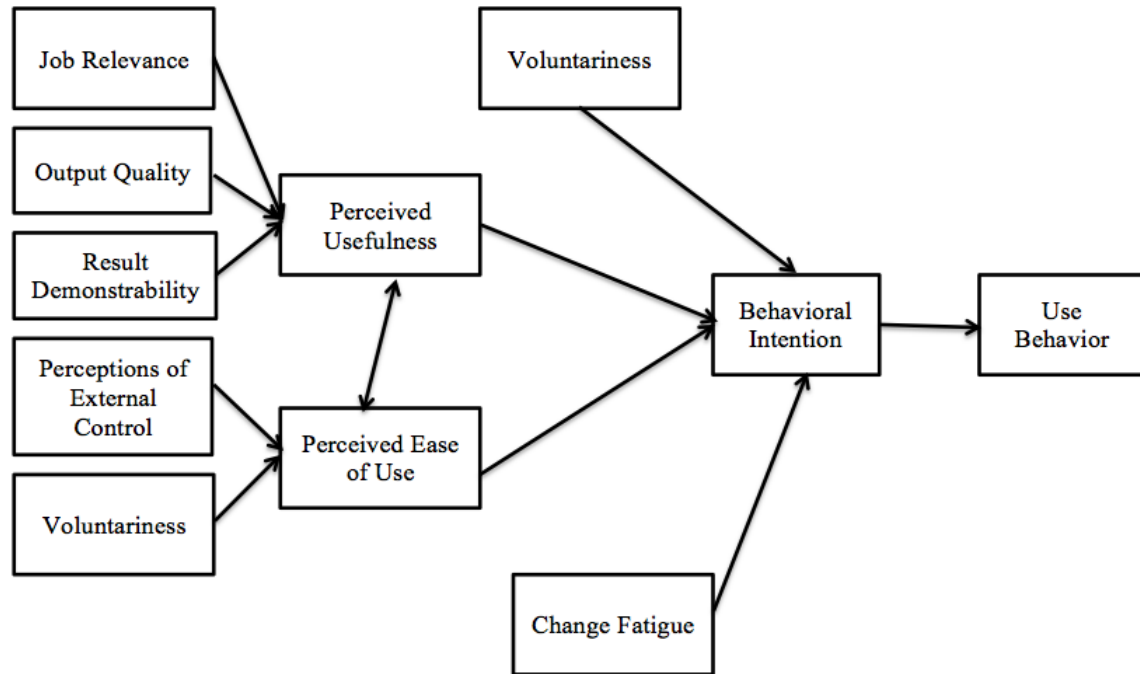 Job Relevance
Output Quality
Result
Demonstrability
Perceptions of
External
Control
Voluntariness
Perceived
Usefulness
Perceived Ease
of Use
Voluntariness
Change Fatigue
Behavioral
Intention
Use
Behavior